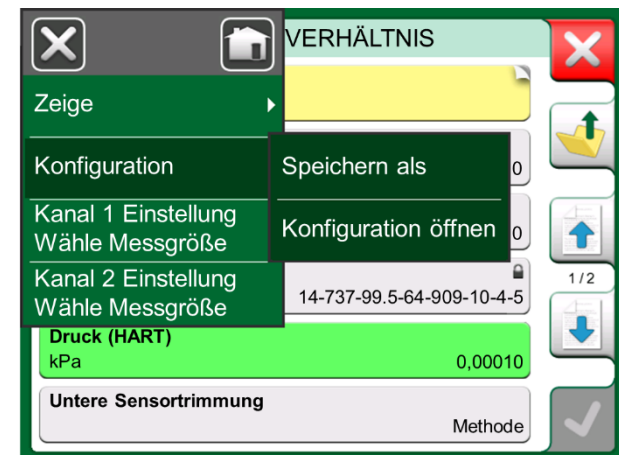 VERHÄLTNIS
Zeige
Konfiguration
Speichern als
0
Kanal 1 Einstellung
Wähle Messgröße
Konfiguration öffnen
0
Kanal 2 Einstellung
Wähle Messgröße
14-737-99.5-64-909-10-4-5
1/2
Druck (HART)
kPa
0,00010
Untere Sensortrimmung
Methode